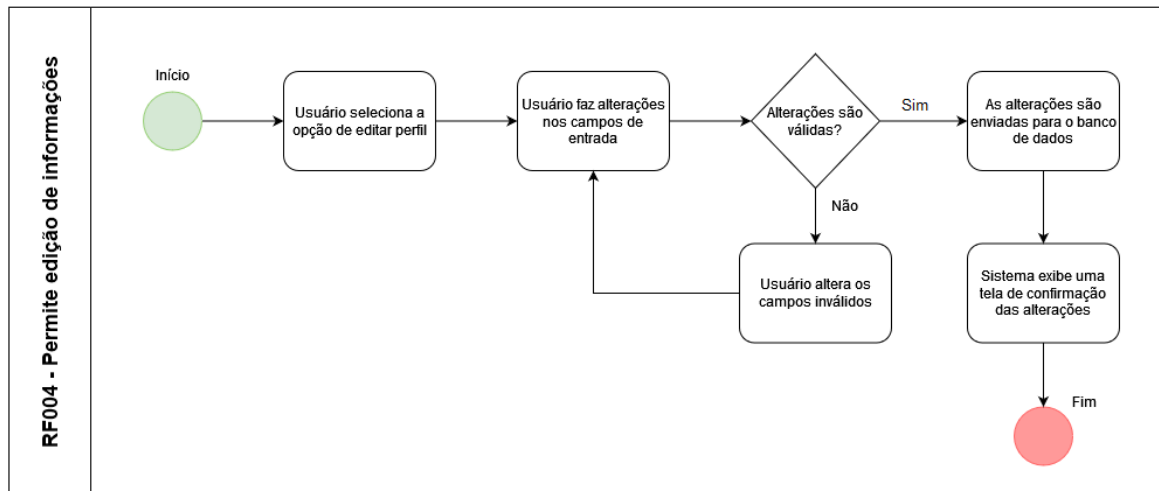 RF004 - Permite edição de informações
Início
Usuário seleciona a
opção de editar perfil
Usuário faz alterações
nos campos de
entrada
Alterações são
válidas?
Sim
As alterações são
enviadas para o banco
de dados
Não
Usuário altera os
campos inválidos
Sistema exibe uma
tela de confirmação
das alterações
Fim